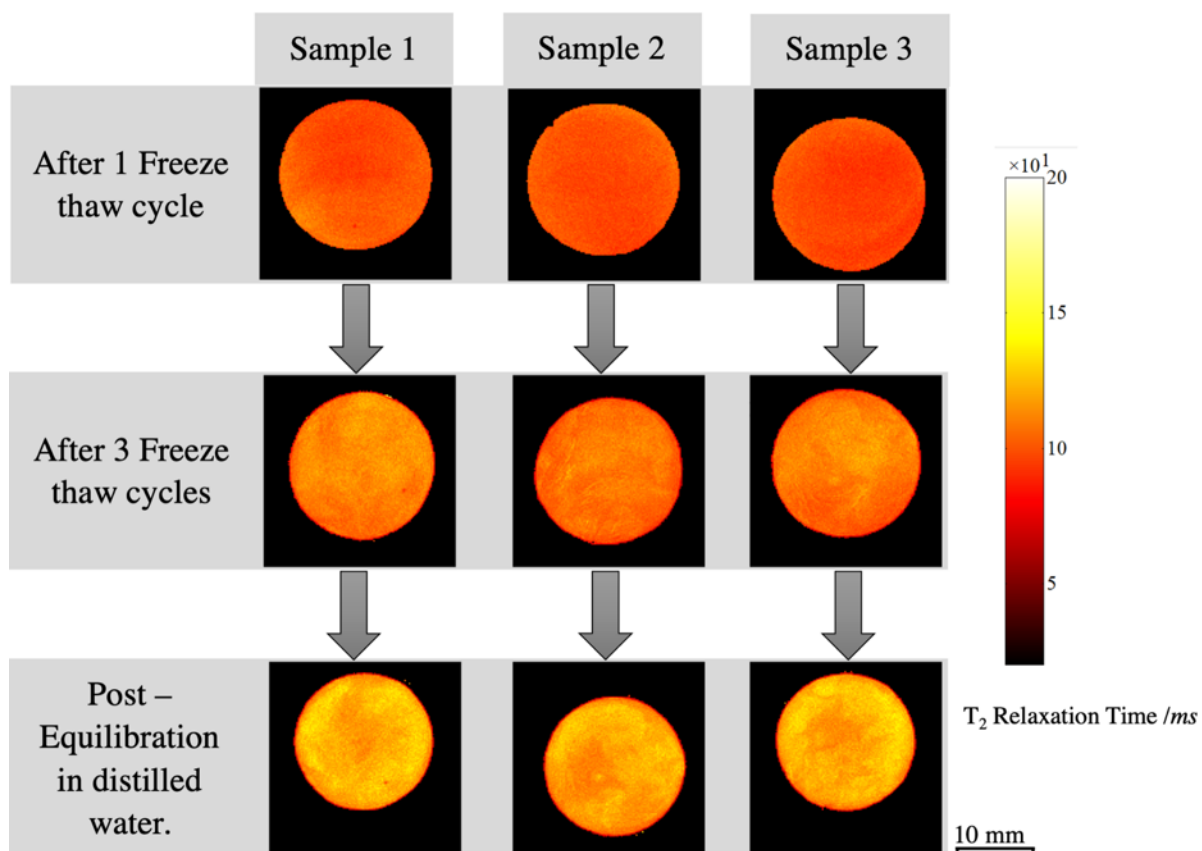 Sample 1
Sample 2
Sample 3
After 1 Freeze
thaw cycle
×10¹
20
15
10
5
After 3 Freeze
thaw cycles
T₂ Relaxation Time /ms
Post –
Equilibration
in distilled
water.
10 mm